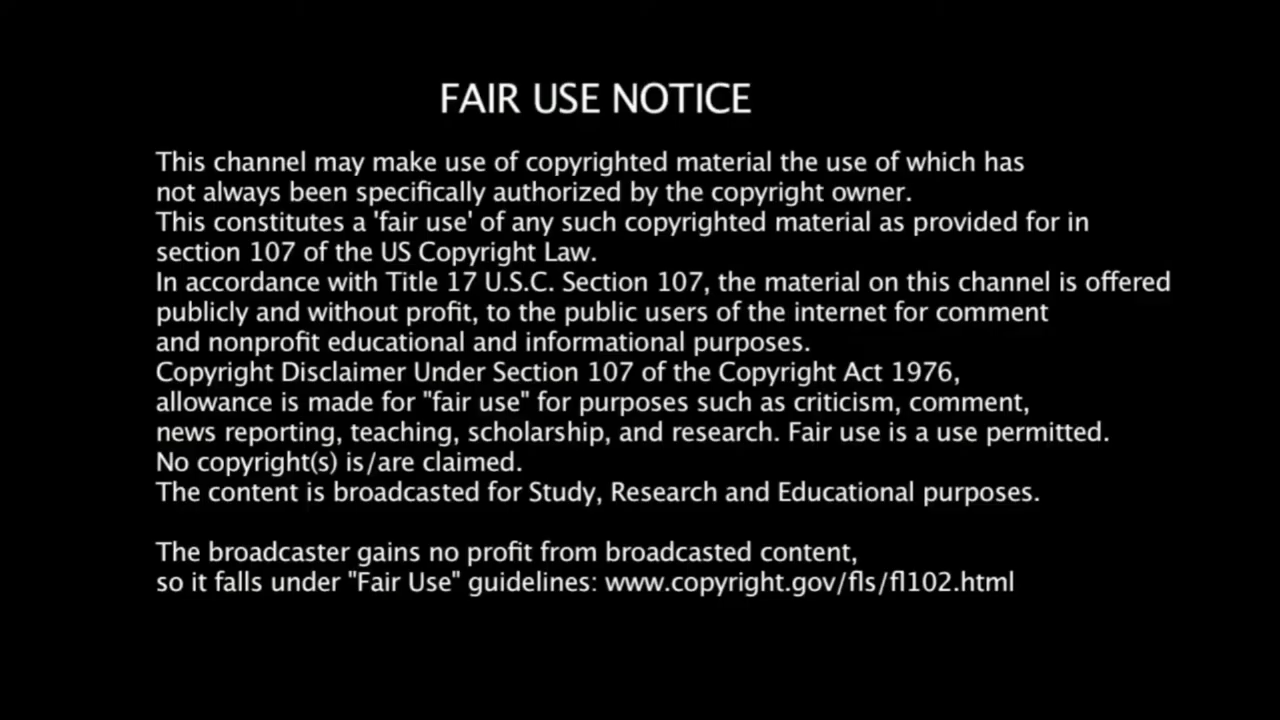 FAIR USE NOTICE
This channel may make use of copyrighted material the use of which has
not always been specifically authorized by the copyright owner.
This constitutes a 'fair use' of any such copyrighted material as provided for in
section 107 of the US Copyright Law.
In accordance with Title 17 U.S.C. Section 107, the material on this channel is offered
publicly and without profit, to the public users of the internet for comment
and nonprofit educational and informational purposes.
Copyright Disclaimer Under Section 107 of the Copyright Act 1976,
allowance is made for "fair use" for purposes such as criticism, comment,
news reporting, teaching, scholarship, and research. Fair use is a use permitted.
No copyright(s) is/are claimed.
The content is broadcasted for Study, Research and Educational purposes.
The broadcaster gains no profit from broadcasted content,
so it falls under "Fair Use" guidelines: www.copyright.gov/fls/fl102.html